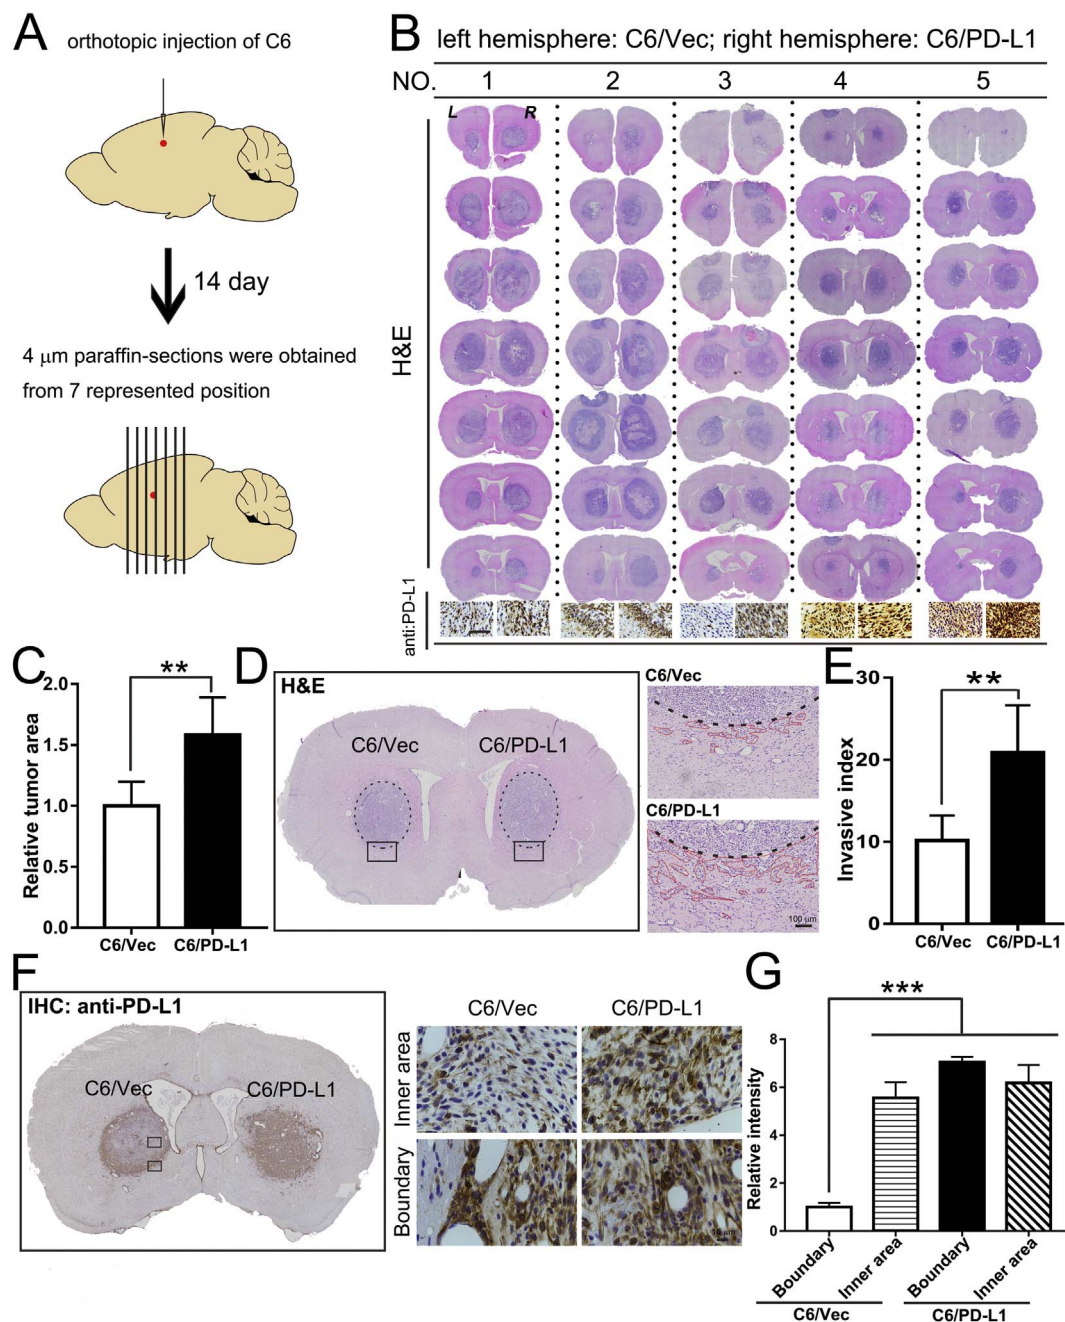 A
orthotopic injection of C6
14 day
4 μm paraffin-sections were obtained
from 7 represented position
B
left hemisphere: C6/Vec; right hemisphere: C6/PD-L1
NO. 1 2 3 4 5
L R
H&E
anti:PD-L1
C
**
Relative tumor area
2.0
1.5
1.0
0.5
0.0
C6/Vec C6/PD-L1
D
H&E
C6/Vec C6/PD-L1
C6/Vec
C6/PD-L1
100 μm
E
**
Invasive index
30
20
10
0
C6/Vec C6/PD-L1
F
IHC: anti-PD-L1
C6/Vec C6/PD-L1
C6/Vec C6/PD-L1
Inner area
Boundary
10 μm
G
***
Relative intensity
8
6
4
2
0
Boundary Inner area Boundary Inner area
C6/Vec C6/PD-L1